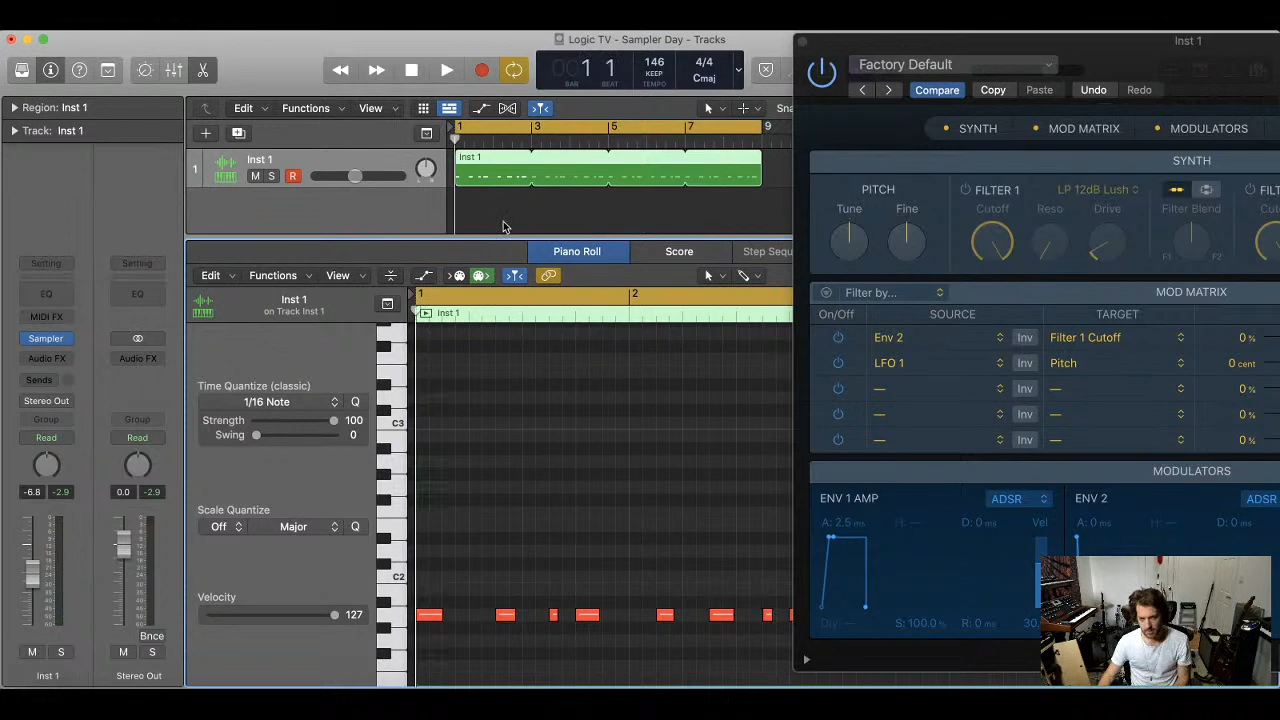 Logic TV - Sampler Day - Tracks
Inst 1
001 1
146
KEEP
TEMPO
4/4
Cmaj
Factory Default
Compare
Copy
Paste
Undo
Redo
Region: Inst 1
Track: Inst 1
Edit
Functions
View
Sna
1
3
5
7
9
1
Inst 1
M
S
R
L
R
Inst 1
SYNTH
MOD MATRIX
MODULATORS
SYNTH
PITCH
Tune
Fine
FILTER 1
LP 12dB Lush
Cutoff
Reso
Drive
Filter Blend
F1
F2
FILT
Cuto
Piano Roll
Score
Step Sequ
Edit
Functions
View
Inst 1
on Track Inst 1
1
2
Inst 1
Filter by...
MOD MATRIX
On/Off
SOURCE
TARGET
Env 2
Inv
Filter 1 Cutoff
0 %
LFO 1
Inv
Pitch
0 cent
—
Inv
—
0 %
—
Inv
—
0 %
—
Inv
—
0 %
MODULATORS
ENV 1 AMP
ADSR
ENV 2
ADSR
A: 2.5 ms
H: —
D: 0 ms
Vel
A: 0 ms
H: —
D: 0 ms
Dly: —
S: 100.0 %
R: 0 ms
30.
Setting
Setting
EQ
EQ
MIDI FX
Sampler
Audio FX
Audio FX
Sends
Stereo Out
Group
Group
Read
Read
-6.8
-2.9
0.0
-2.9
Bnce
M
S
M
S
Inst 1
Stereo Out
Time Quantize (classic)
1/16 Note
Q
Strength
100
Swing
0
Scale Quantize
Off
Major
Q
Velocity
127
C3
C2